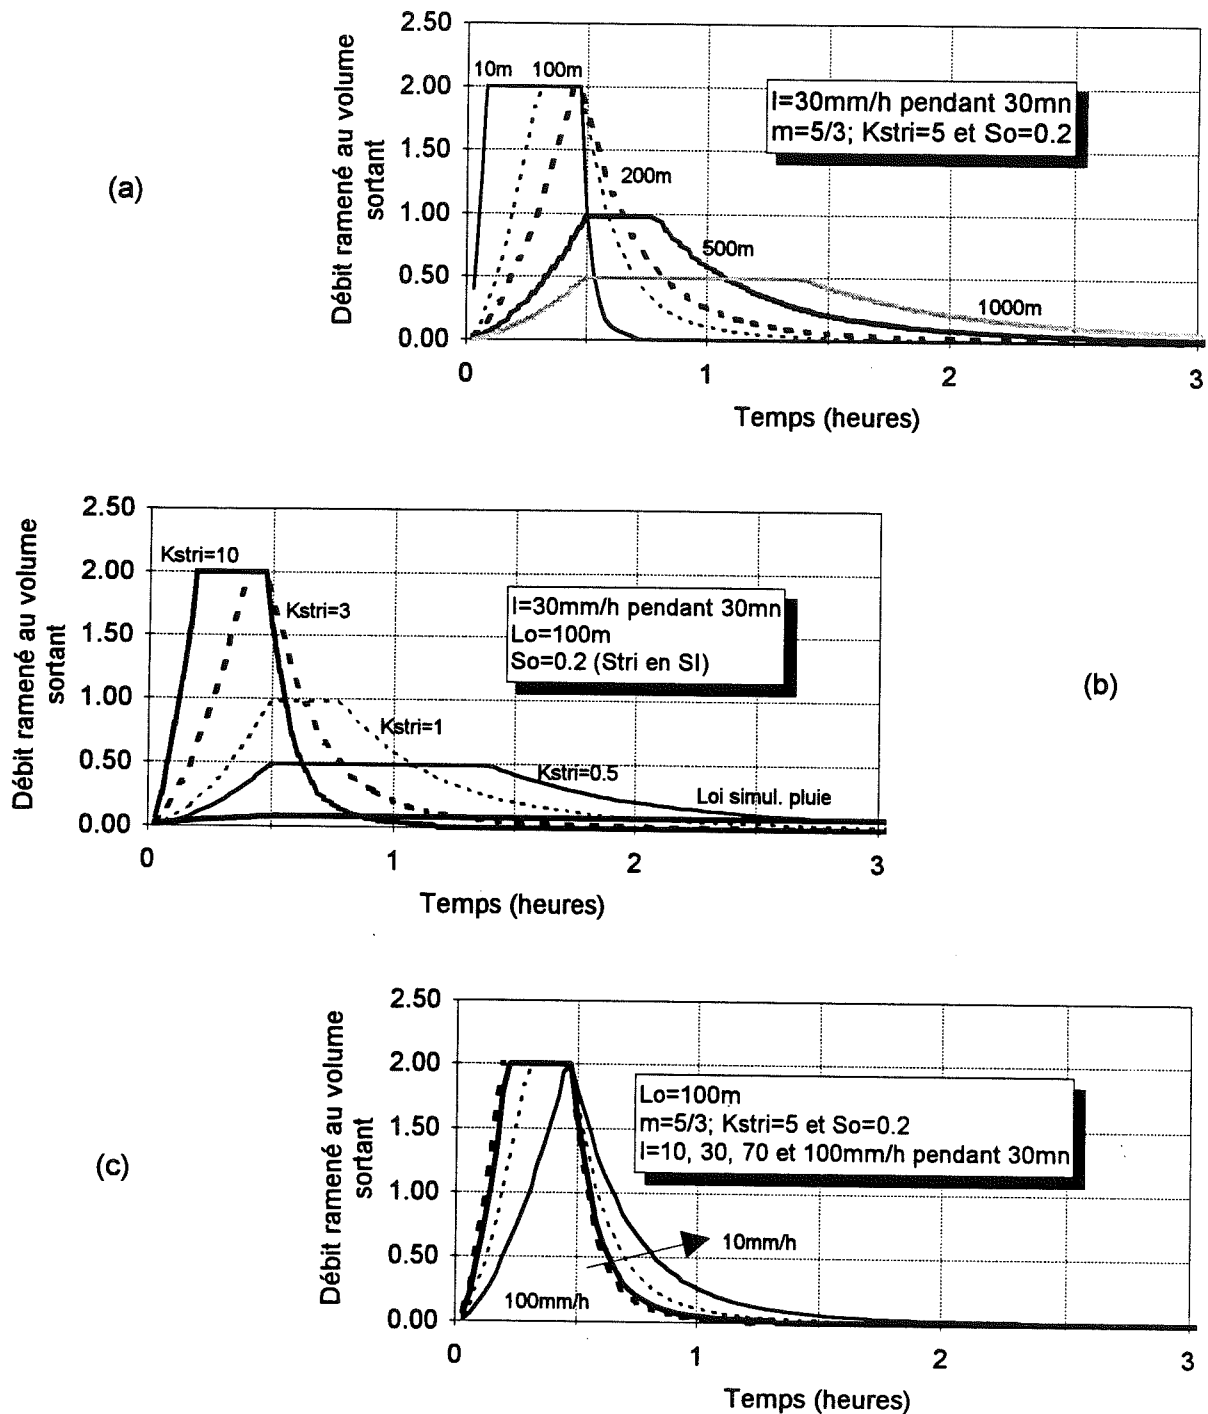 (a)
Débit ramené au volume
sortant
2.50
2.00
1.50
1.00
0.50
0.00
10m
100m
200m
500m
1000m
I=30mm/h pendant 30mn
m=5/3; Kstri=5 et So=0.2
0
1
2
3
Temps (heures)
Débit ramené au volume
sortant
2.50
2.00
1.50
1.00
0.50
0.00
Kstri=10
Kstri=3
Kstri=1
Kstri=0.5
Loi simul. pluie
I=30mm/h pendant 30mn
Lo=100m
So=0.2 (Stri en SI)
(b)
0
1
2
3
Temps (heures)
(c)
Débit ramené au volume
sortant
2.50
2.00
1.50
1.00
0.50
0.00
Lo=100m
m=5/3; Kstri=5 et So=0.2
I=10, 30, 70 et 100mm/h pendant 30mn
10mm/h
100mm/h
0
1
2
3
Temps (heures)